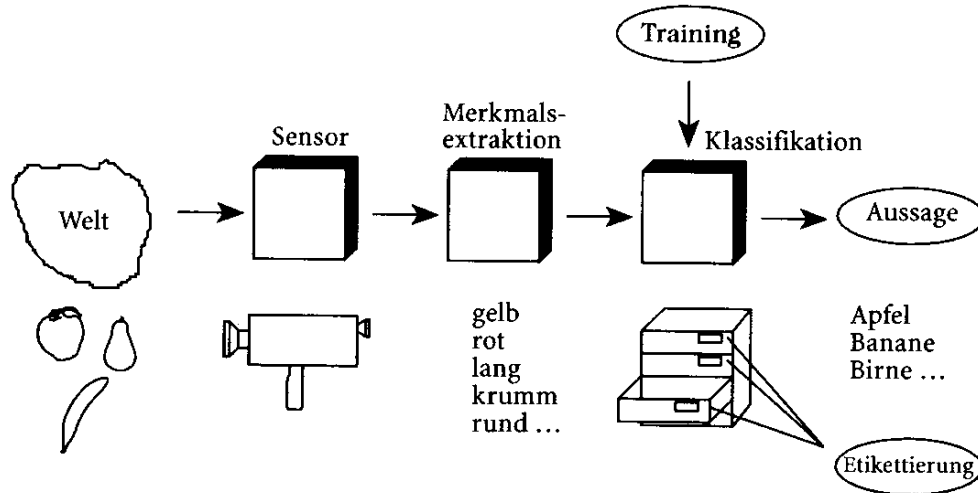 Training
Sensor
Merkmals-
extraktion
Klassifikation
Welt
Aussage
gelb
rot
lang
krumm
rund ...
Apfel
Banane
Birne ...
Etikettierung